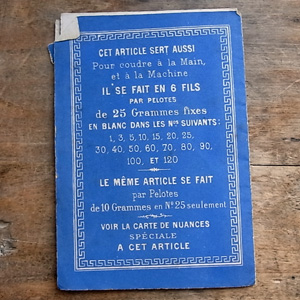 CET ARTICLE SERT AUSSI
Pour coudre à la Main,
et à la Machine
IL SE FAIT EN 6 FILS
PAR PELOTES
de 25 Grammes fixes
EN BLANC DANS LES Nos SUIVANTS:
1, 3, 5, 10, 15, 20, 25,
30, 40, 50, 60, 70, 80, 90,
100, ET 120
LE MÊME ARTICLE SE FAIT
par Pelotes
de 10 Grammes en No 25 seulement
VOIR LA CARTE DE NUANCES
SPÉCIALE
A CET ARTICLE